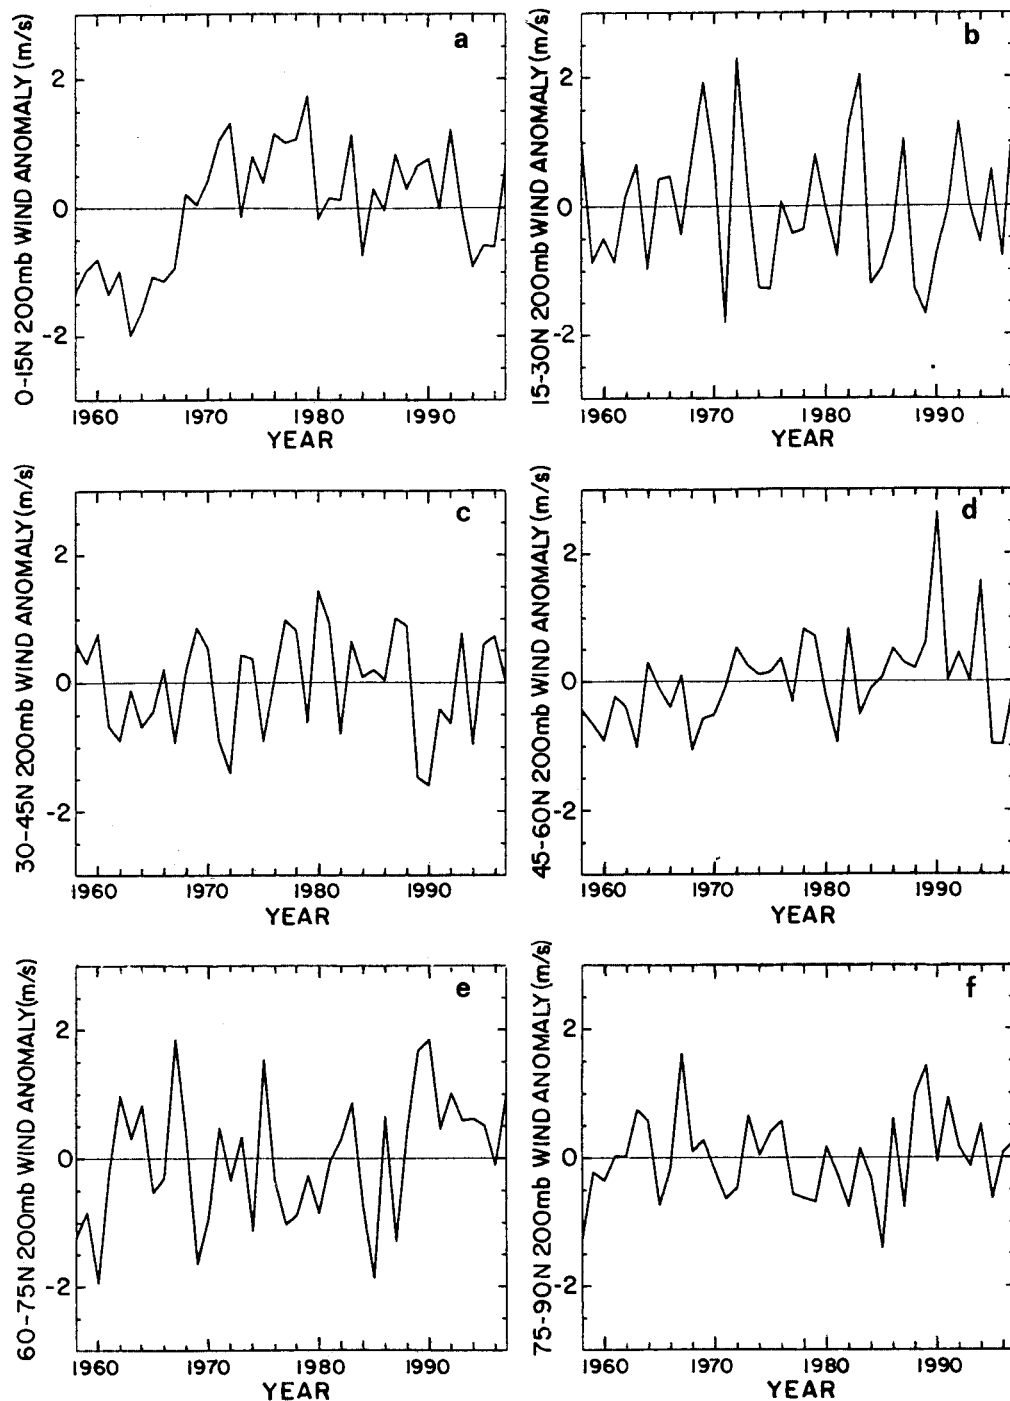 a
0-15N 200mb WIND ANOMALY (m/s)
2
0
-2
1960 1970 1980 1990
YEAR
b
15-30N 200mb WIND ANOMALY (m/s)
2
0
-2
1960 1970 1980 1990
YEAR
c
30-45N 200mb WIND ANOMALY (m/s)
2
0
-2
1960 1970 1980 1990
YEAR
d
45-60N 200mb WIND ANOMALY (m/s)
2
0
-2
1960 1970 1980 1990
YEAR
e
60-75N 200mb WIND ANOMALY(m/s)
2
0
-2
1960 1970 1980 1990
YEAR
f
75-90N 200mb WIND ANOMALY (m/s)
2
0
-2
1960 1970 1980 1990
YEAR